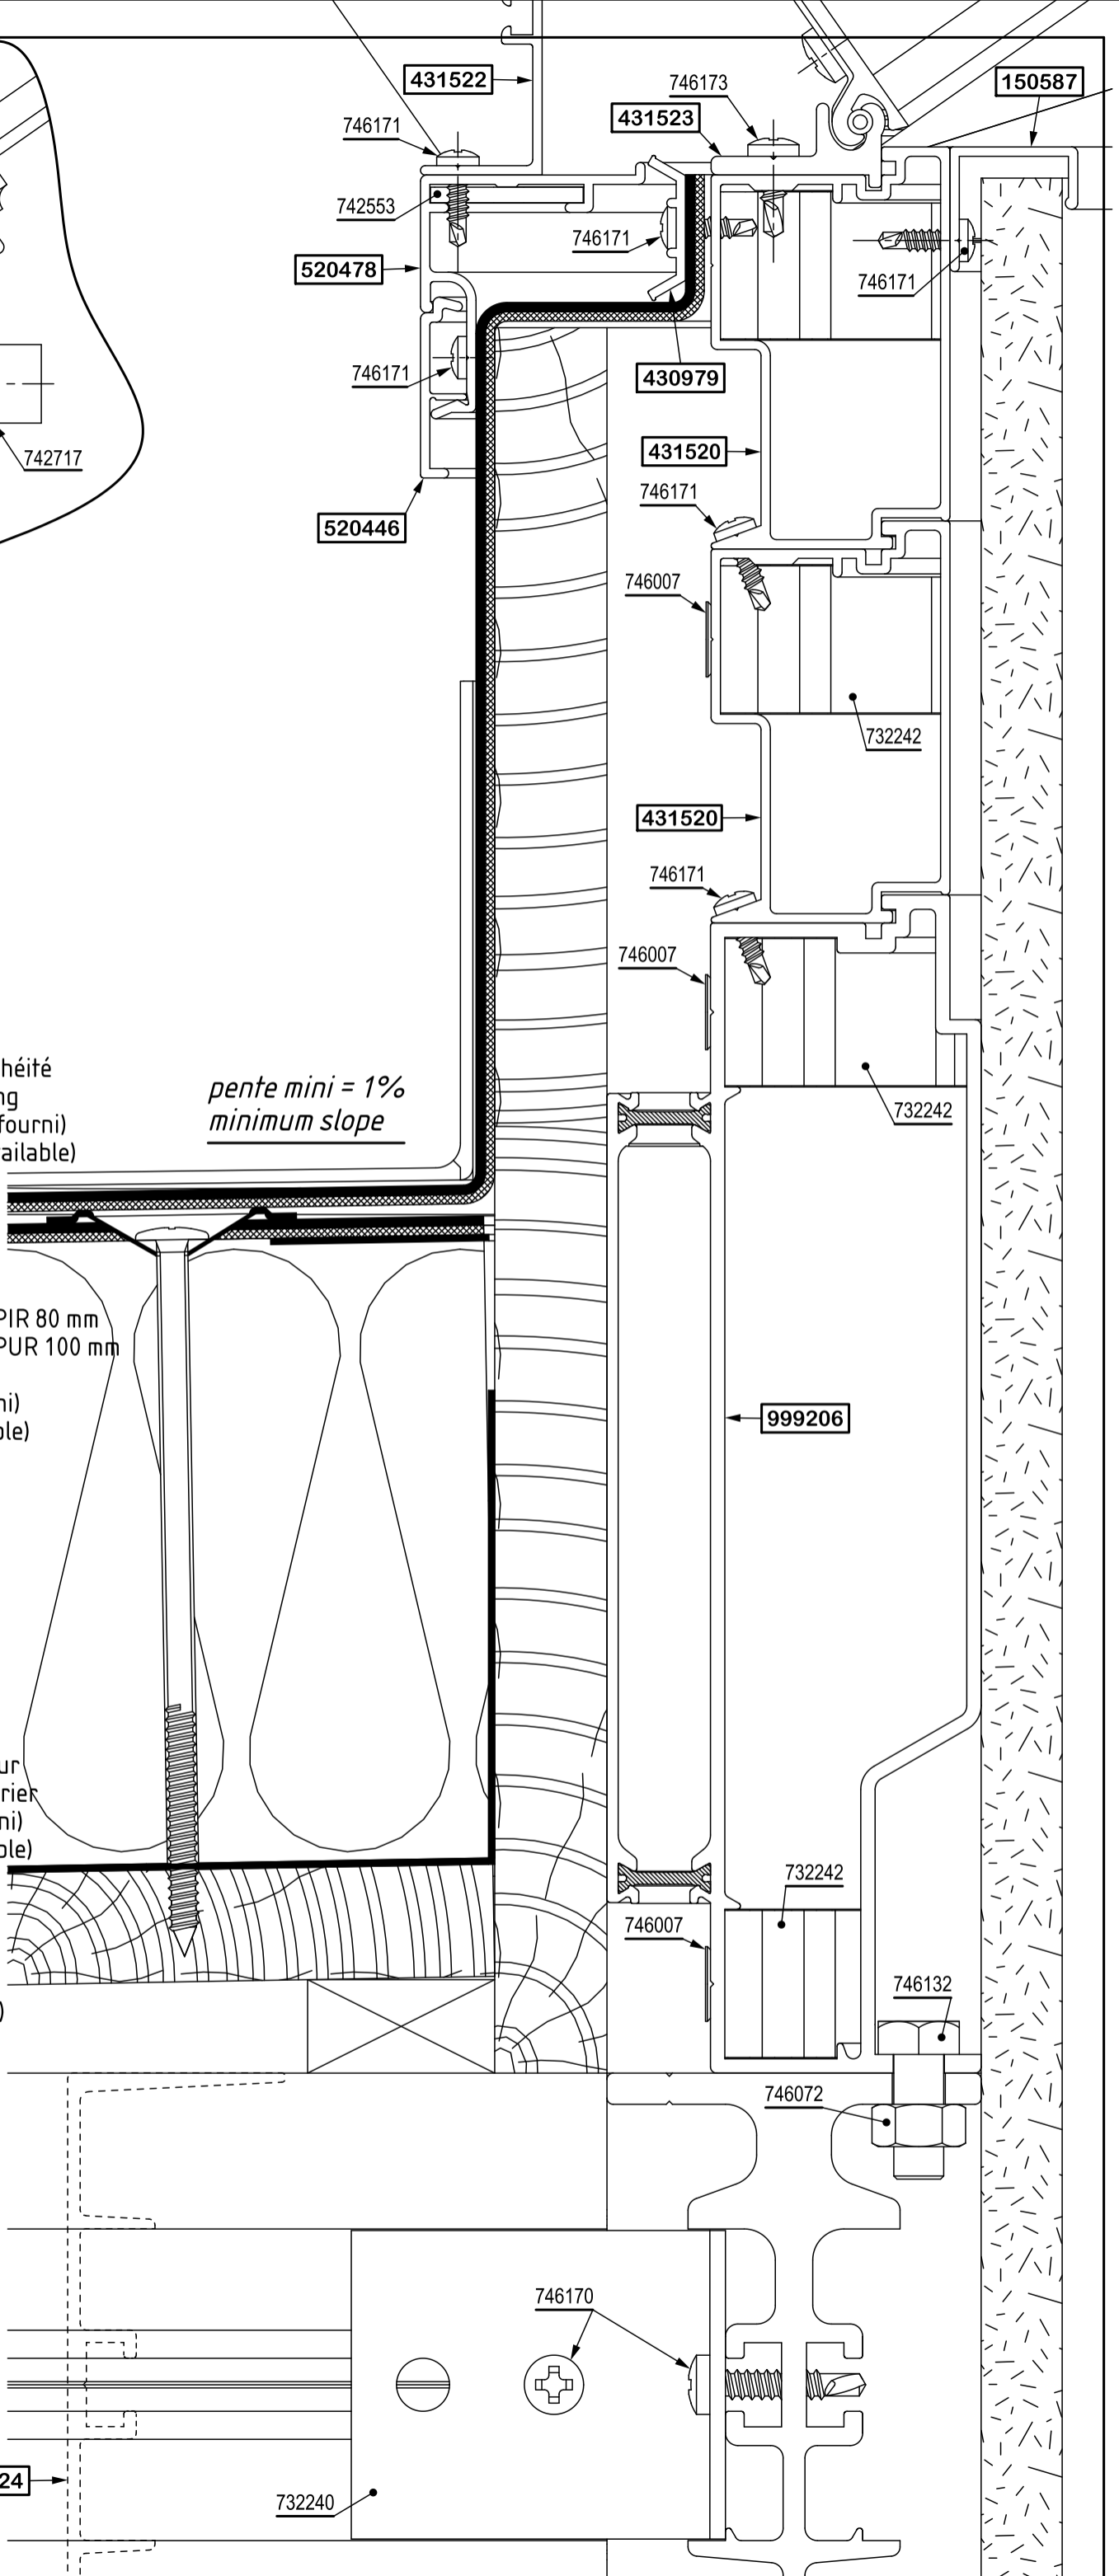 431522
746173
150587
431523
746171
742553
746171
520478
746171
746171
430979
742717
431520
746171
520446
746007
732242
431520
746171
746007
héité
ng
pente mini = 1%
732242
fourni)
minimum slope
ailable)
PIR 80 mm
PUR 100 mm
ni)
ble)
999206
ur
rier
ni)
ble)
732242
746007
746132
)
746072
746170
24
732240